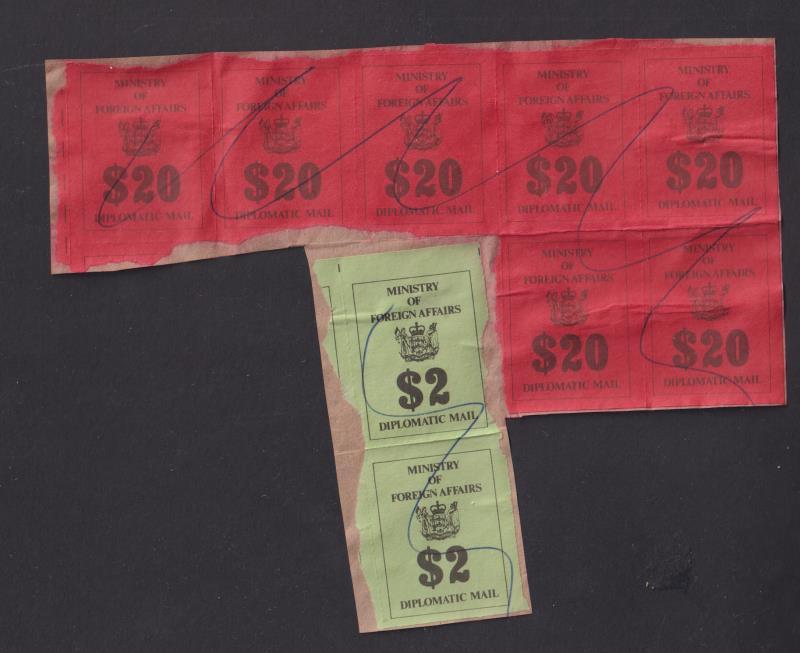 MINISTRY
OF
FOREIGN AFFAIRS
$20
DIPLOMATIC MAIL
MINISTRY
OF
FOREIGN AFFAIRS
$20
DIPLOMATIC MAIL
MINISTRY
OF
FOREIGN AFFAIRS
$20
DIPLOMATIC MAIL
MINISTRY
OF
FOREIGN AFFAIRS
$20
DIPLOMATIC MAIL
MINISTRY
OF
FOREIGN AFFAIRS
$20
DIPLOMATIC MAIL
MINISTRY
OF
FOREIGN AFFAIRS
$20
DIPLOMATIC MAIL
MINISTRY
OF
FOREIGN AFFAIRS
$20
DIPLOMATIC MAIL
MINISTRY
OF
FOREIGN AFFAIRS
$2
DIPLOMATIC MAIL
MINISTRY
OF
FOREIGN AFFAIRS
$2
DIPLOMATIC MAIL